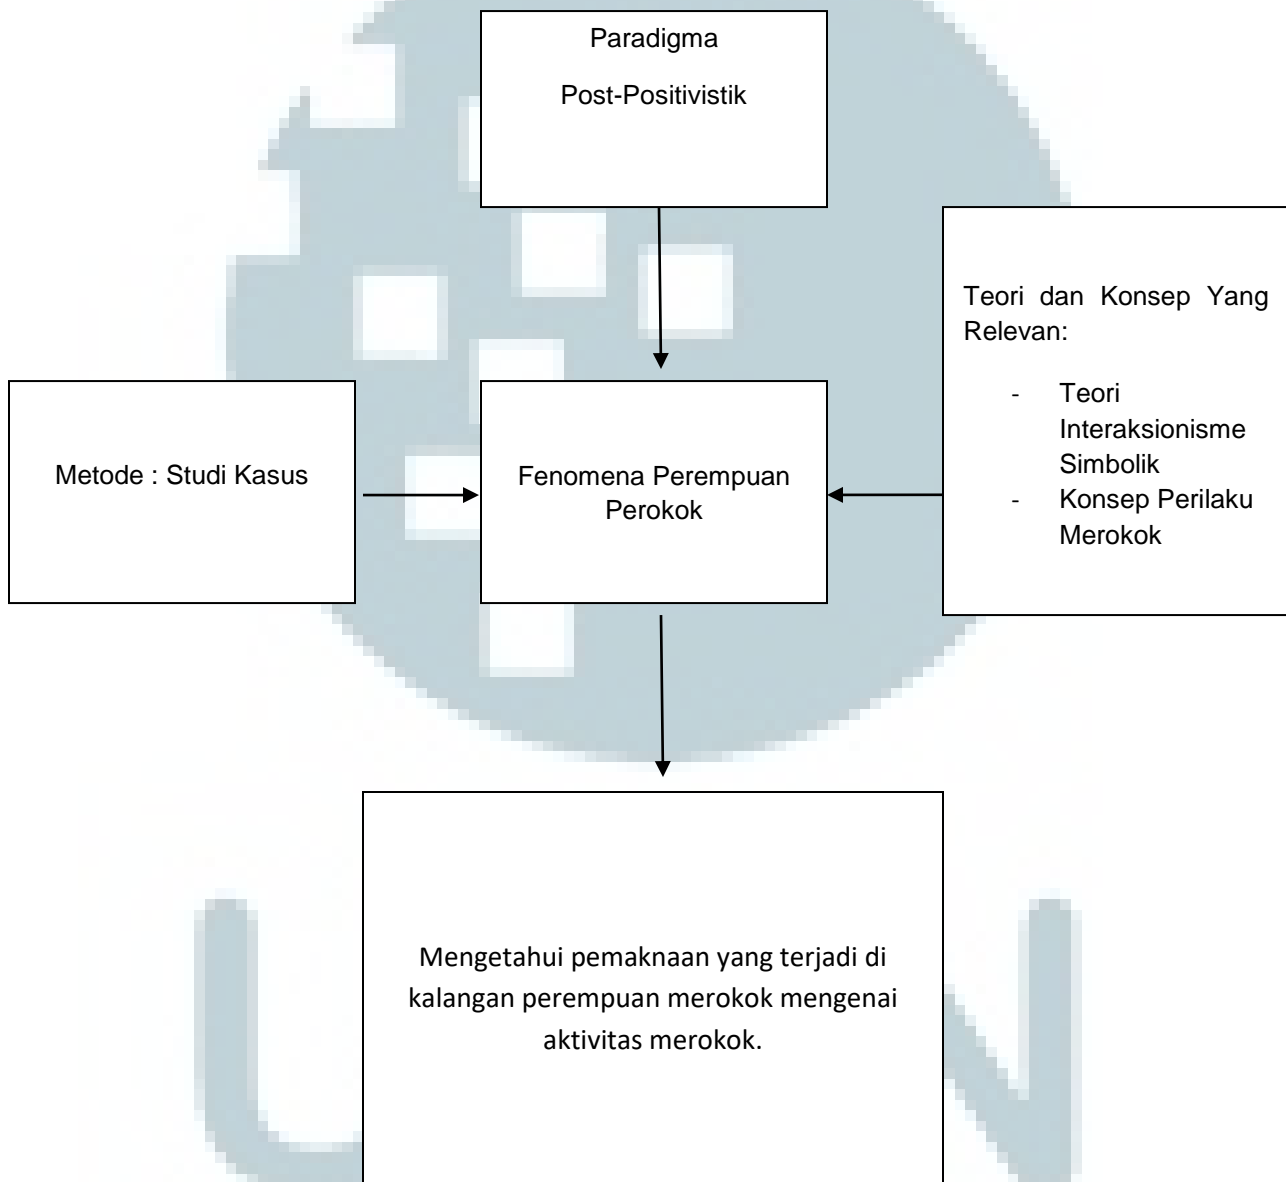 Paradigma
Post-Positivistik
Teori dan Konsep Yang
Relevan:
- Teori
Interaksionisme
Simbolik
- Konsep Perilaku
Merokok
Metode : Studi Kasus
Fenomena Perempuan
Perokok
Mengetahui pemaknaan yang terjadi di
kalangan perempuan merokok mengenai
aktivitas merokok.